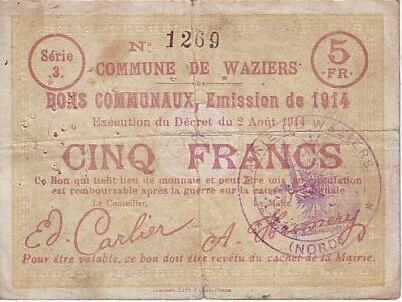 Série
3.
No 1269
5
FR.
COMMUNE DE WAZIERS
BONS COMMUNAUX, Emission de 1914
Exécution du Décret du 2 Août 1914
CINQ FRANCS
Ce Bon qui tient lieu de monnaie et peut être mis en circulation
est remboursable après la guerre sur la caisse communale
Le Conseiller, Le Maire,
Ed. Carlier A.
Pour être valable, ce bon doit être revêtu du cachet de la Mairie.
WAZIERS
(NORD)